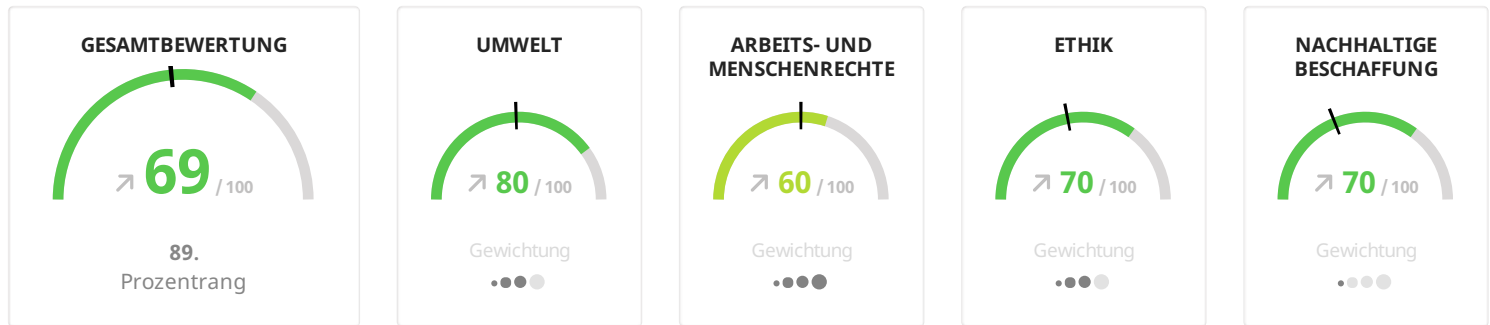 GESAMTBEWERTUNG
69 / 100
89.
Prozentrang
UMWELT
80 / 100
Gewichtung
ARBEITS- UND
MENSCHENRECHTE
60 / 100
Gewichtung
ETHIK
70 / 100
Gewichtung
NACHHALTIGE
BESCHAFFUNG
70 / 100
Gewichtung